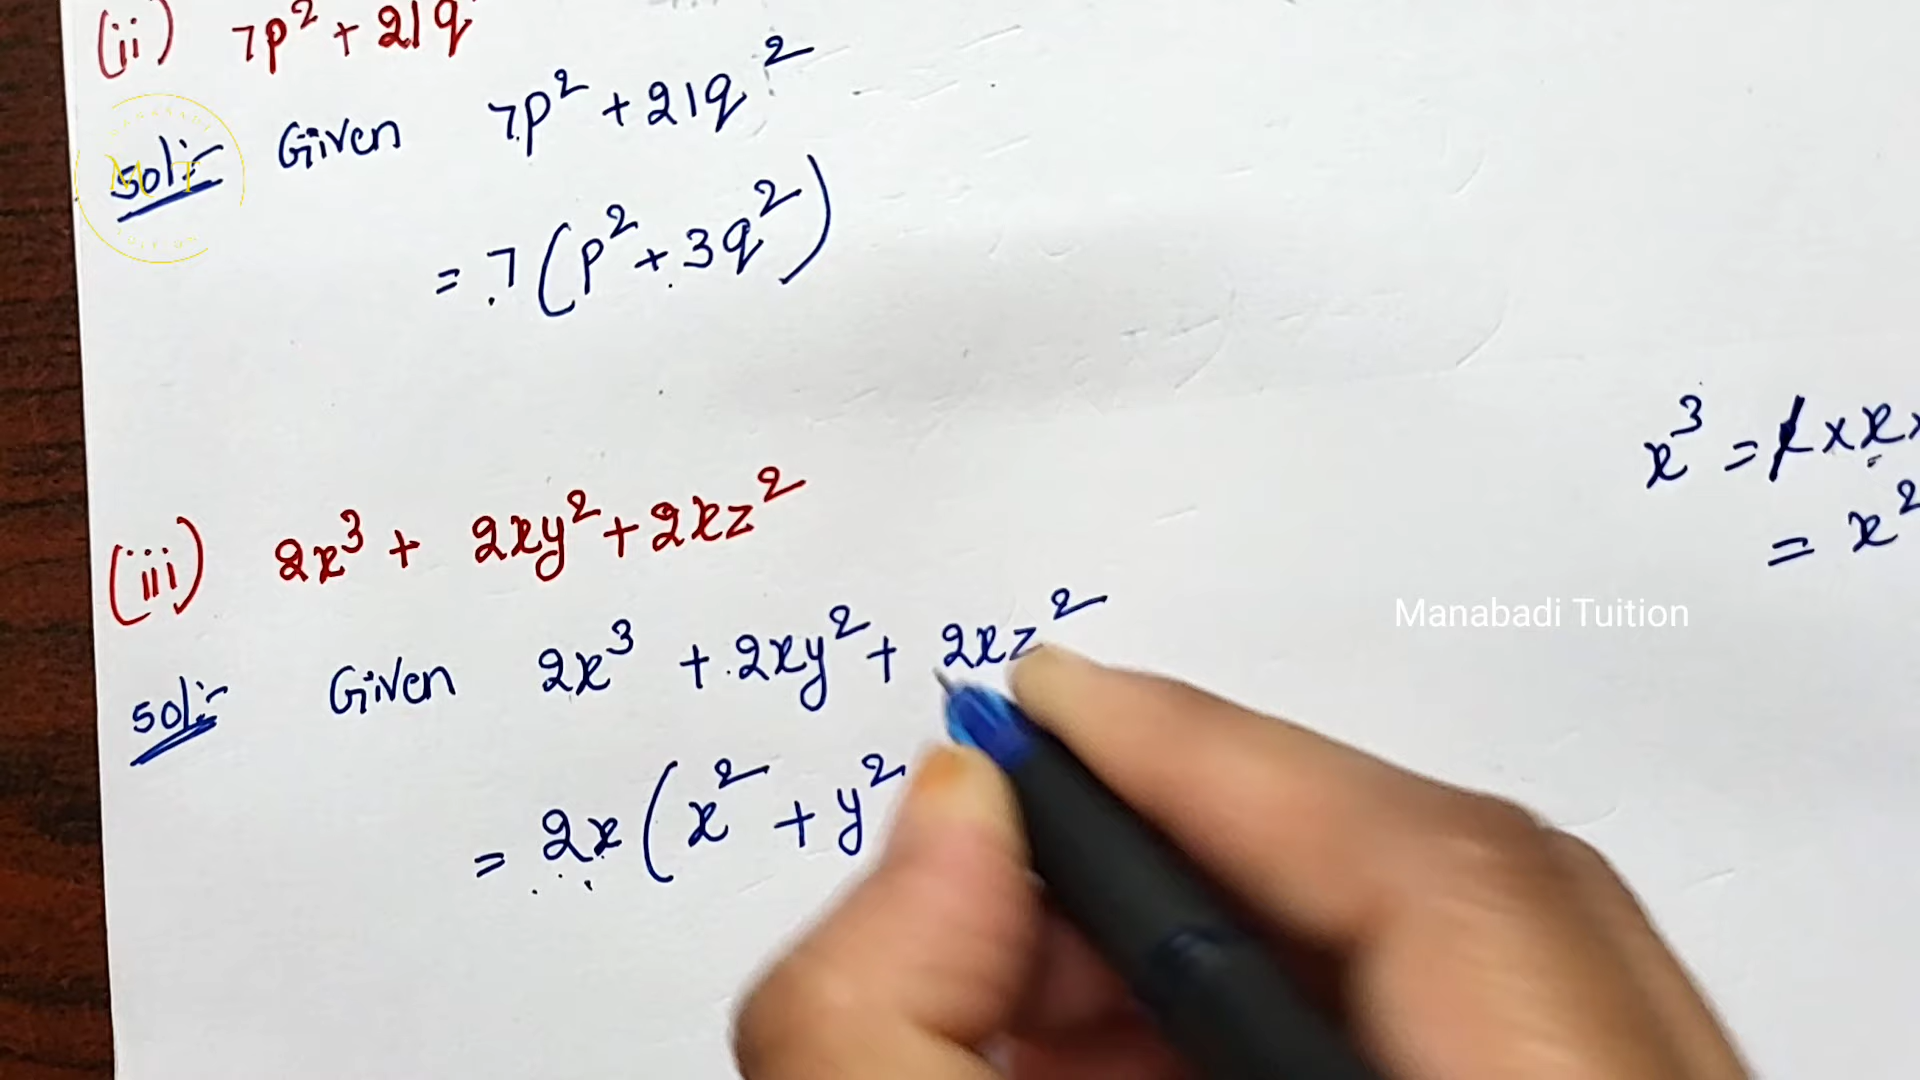 (ii) 7p² + 21q
Sol:- Given 7p² + 21q²
= 7(p² + 3q²)
(iii) 2x³ + 2xy² + 2xz²
Sol:- Given 2x³ + 2xy² + 2xz²
= 2x(x² + y²
x³ = x × x ×
= x²
Manabadi Tuition
MT